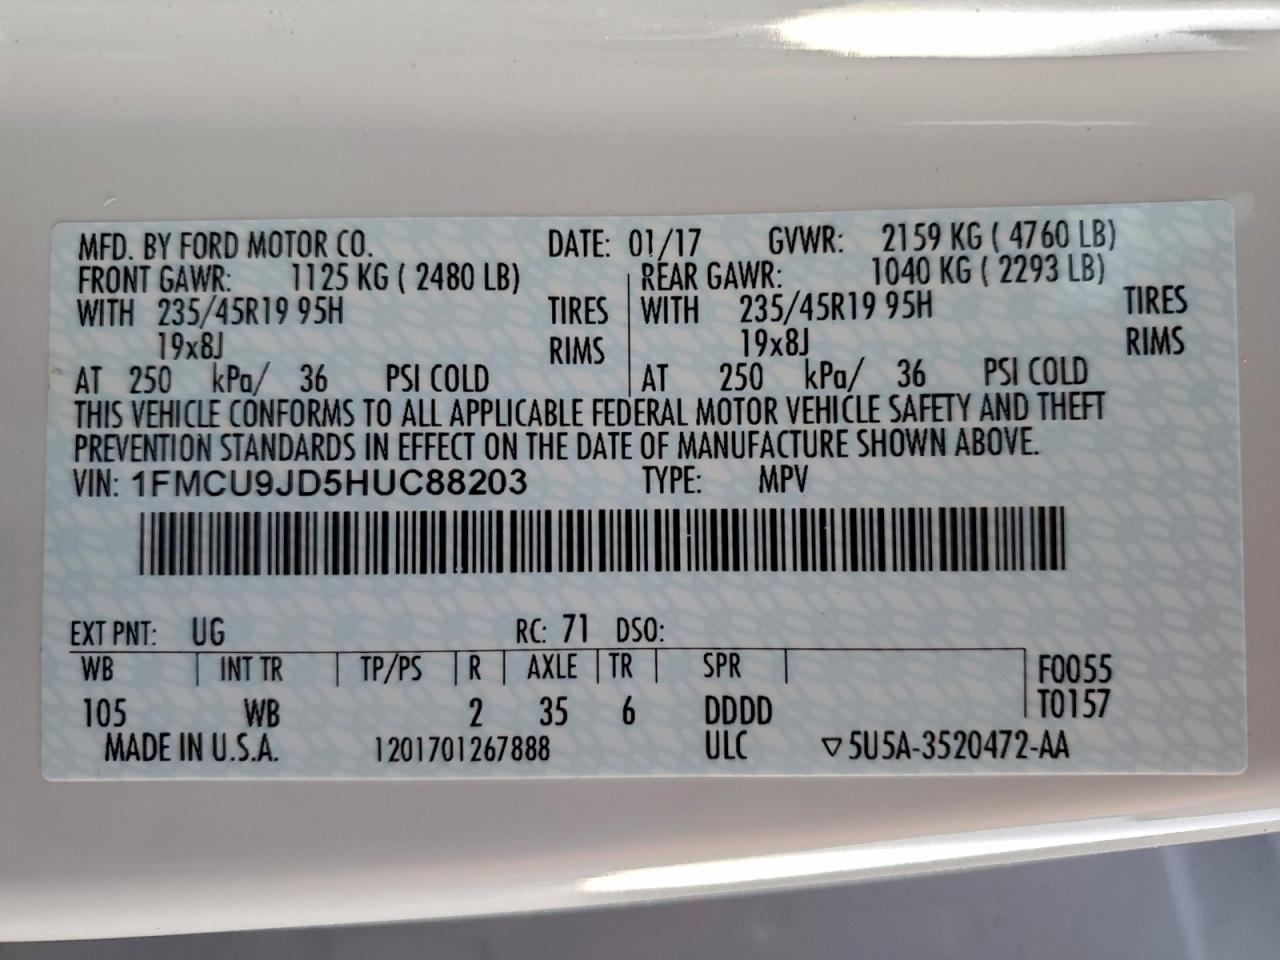 MFD. BY FORD MOTOR CO. DATE: 01/17 GVWR: 2159 KG ( 4760 LB)
FRONT GAWR: 1125 KG ( 2480 LB) REAR GAWR: 1040 KG ( 2293 LB)
WITH 235/45R19 95H TIRES WITH 235/45R19 95H TIRES
19x8J RIMS 19x8J RIMS
AT 250 kPa/ 36 PSI COLD AT 250 kPa/ 36 PSI COLD
THIS VEHICLE CONFORMS TO ALL APPLICABLE FEDERAL MOTOR VEHICLE SAFETY AND THEFT
PREVENTION STANDARDS IN EFFECT ON THE DATE OF MANUFACTURE SHOWN ABOVE.
VIN: 1FMCU9JD5HUC88203 TYPE: MPV
EXT PNT: UG RC: 71 DSO:
WB INT TR TP/PS R AXLE TR SPR F0055
105 WB 2 35 6 DDDD T0157
MADE IN U.S.A. 1201701267888 ULC ▽5U5A-3520472-AA